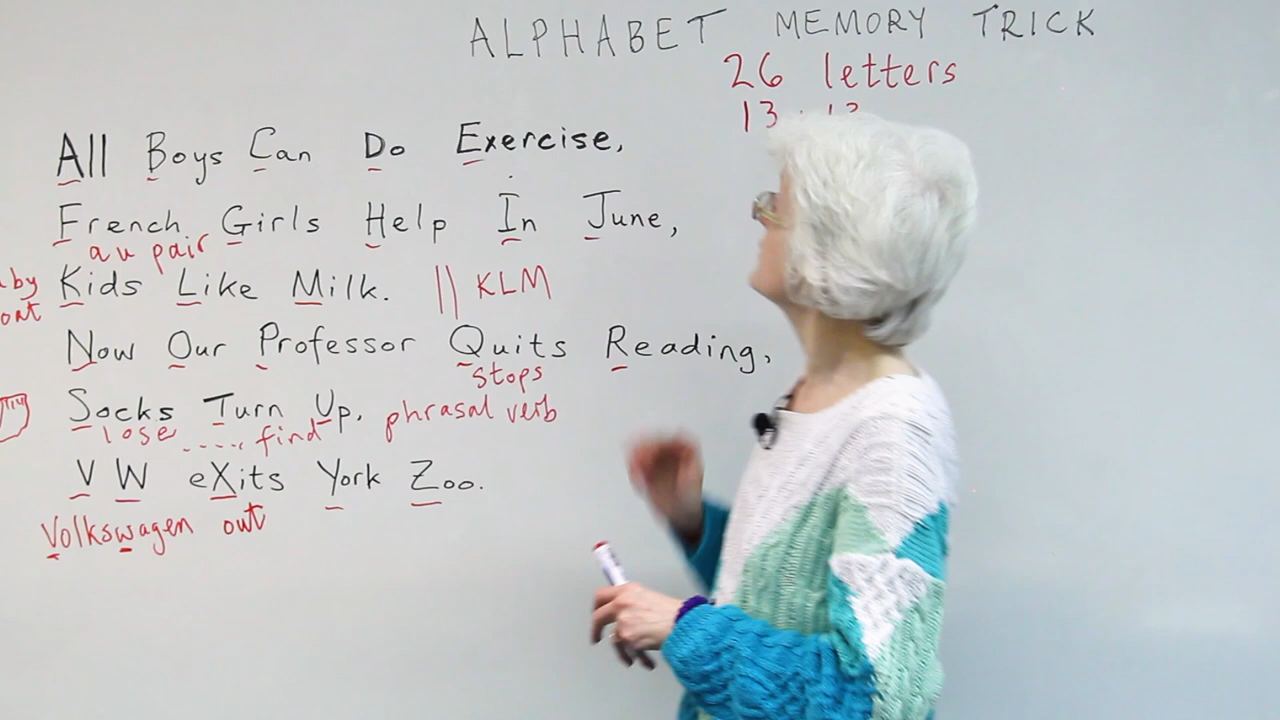 ALPHABET MEMORY TRICK
26 letters
13 : 13
All Boys Can Do Exercise,
French Girls Help In June,
au pair
Kids Like Milk. || KLM
Now Our Professor Quits Reading,
stops
Socks Turn Up. phrasal verb
lose ..... find
VW eXits York Zoo.
Volkswagen out